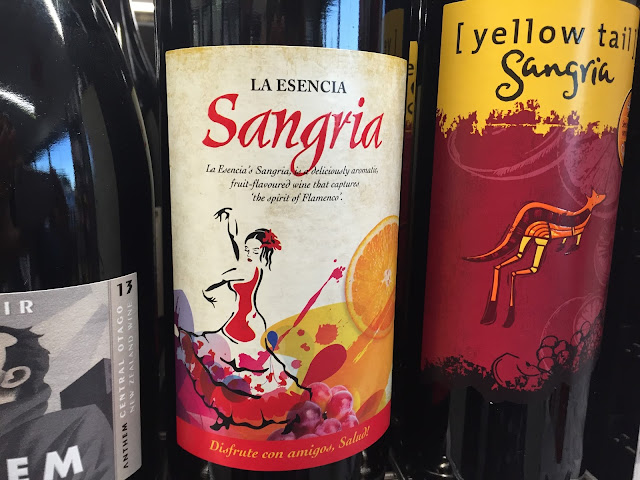 LA ESENCIA
Sangria
La Esencia's Sangria, is a deliciously aromatic,
fruit-flavoured wine that captures
'the spirit of Flamenco'.
Disfrute con amigos, Salud!
[ yellow tail ]
Sangria
13
ANTHEM CENTRAL OTAGO
NEW ZEALAND WINE
IR
EM